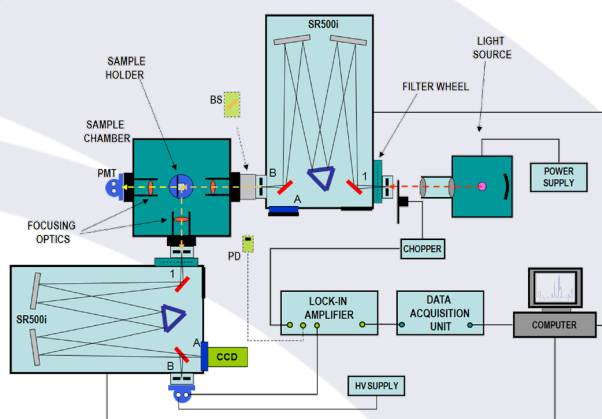 SR500i
LIGHT
SOURCE
SAMPLE
HOLDER
FILTER WHEEL
BS
SAMPLE
CHAMBER
PMT
B
1
POWER
SUPPLY
A
FOCUSING
OPTICS
PD
CHOPPER
1
LOCK-IN
AMPLIFIER
DATA
ACQUISITION
UNIT
SR500i
COMPUTER
A
CCD
B
HV SUPPLY